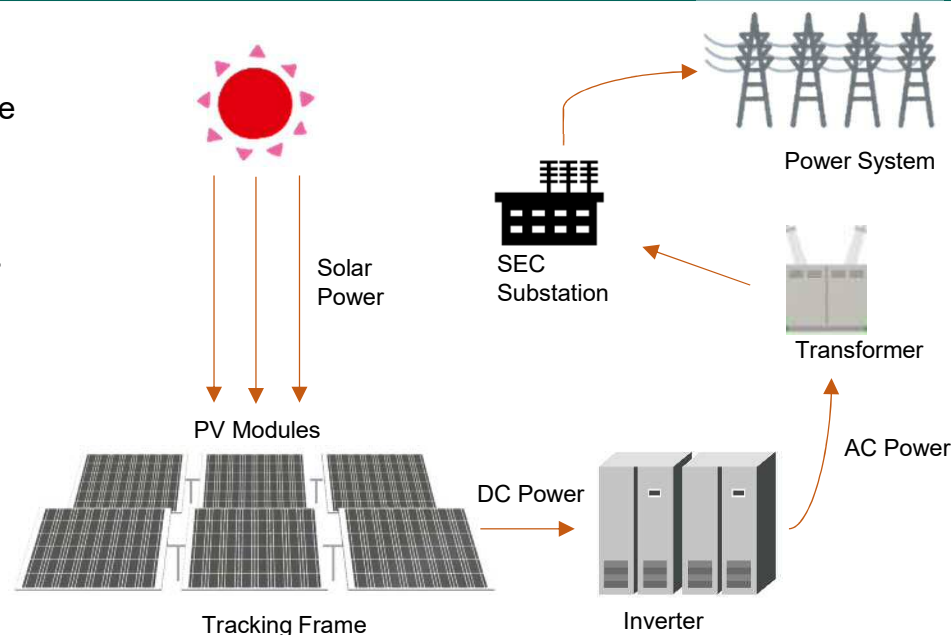 e
Power System
SEC
Substation
Solar
Power
Transformer
PV Modules
AC Power
DC Power
Tracking Frame
Inverter